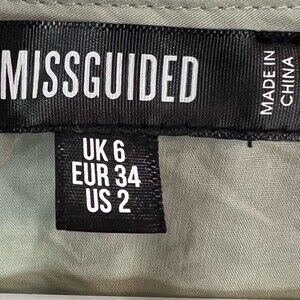 MISSGUIDED
MADE IN
CHINA
UK 6
EUR 34
US 2